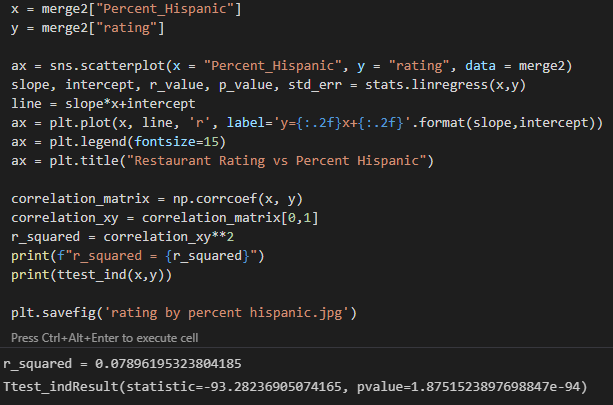 x = merge2["Percent_Hispanic"]
y = merge2["rating"]
ax = sns.scatterplot(x = "Percent_Hispanic", y = "rating", data = merge2)
slope, intercept, r_value, p_value, std_err = stats.linregress(x,y)
line = slope*x+intercept
ax = plt.plot(x, line, 'r', label='y={:.2f}x+{:.2f}'.format(slope,intercept))
ax = plt.legend(fontsize=15)
ax = plt.title("Restaurant Rating vs Percent Hispanic")
correlation_matrix = np.corrcoef(x, y)
correlation_xy = correlation_matrix[0,1]
r_squared = correlation_xy**2
print(f"r_squared = {r_squared}")
print(ttest_ind(x,y))
plt.savefig('rating by percent hispanic.jpg')
Press Ctrl+Alt+Enter to execute cell
r_squared = 0.07896195323804185
Ttest_indResult(statistic=-93.28236905074165, pvalue=1.8751523897698847e-94)